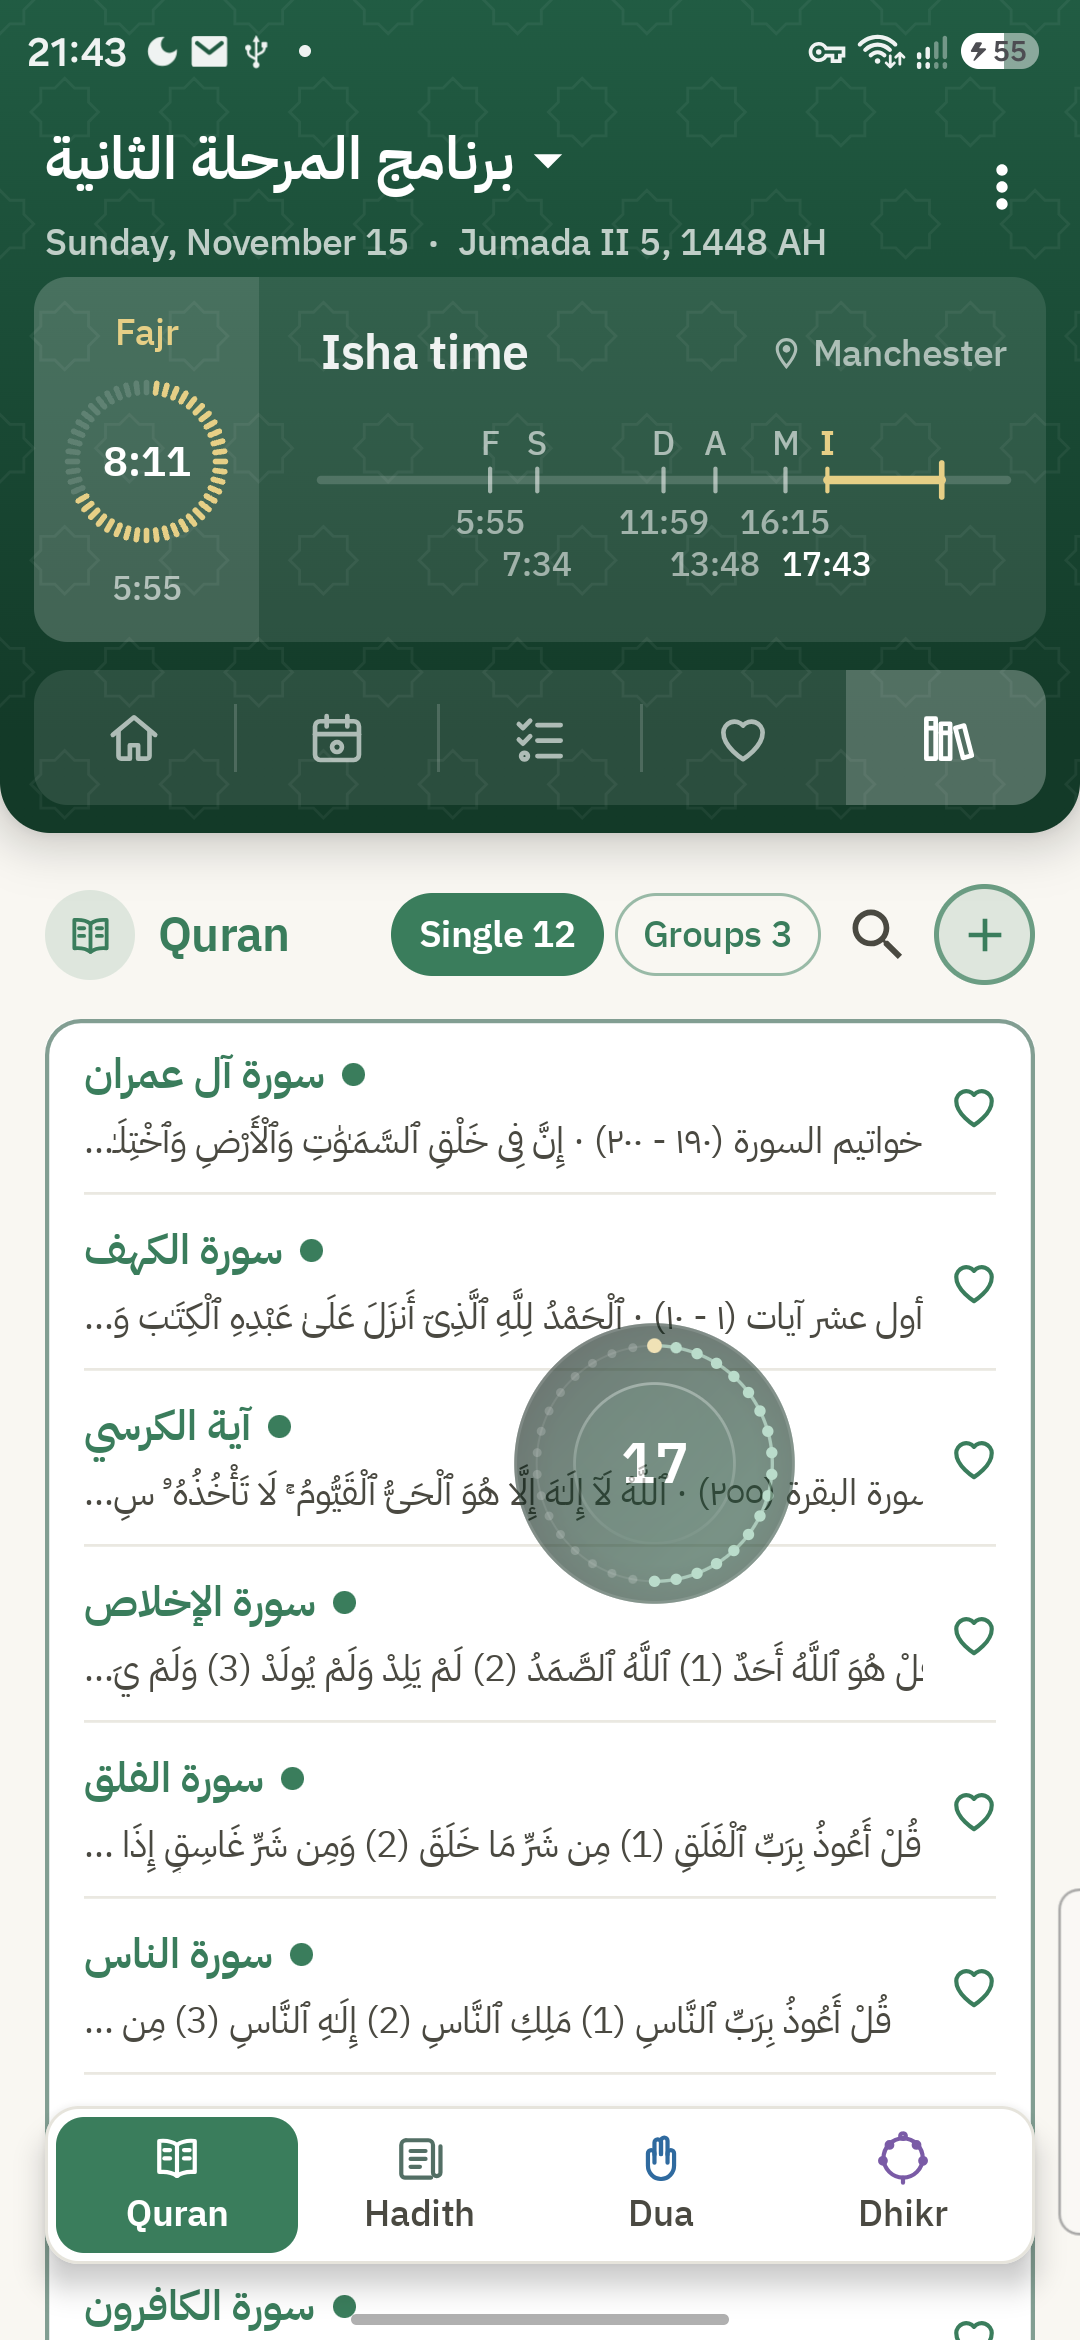 21:43
55
برنامج المرحلة الثانية
Sunday, November 15 · Jumada II 5, 1448 AH
Fajr
8:11
5:55
Isha time
Manchester
F S D A M I
5:55 11:59 16:15
7:34 13:48 17:43
Quran
Single 12
Groups 3
سورة آل عمران
خواتيم السورة (١٩٠ - ٢٠٠) · إِنَّ فِى خَلْقِ ٱلسَّمَـٰوَٰتِ وَٱلْأَرْضِ وَٱخْتِلَـٰ...
سورة الكهف
أول عشر آيات (١ - ١٠) · ٱلْحَمْدُ لِلَّهِ ٱلَّذِىٓ أَنزَلَ عَلَىٰ عَبْدِهِ ٱلْكِتَـٰبَ وَ...
آية الكرسي
سورة البقرة (٢٥٥) · ٱللَّهُ لَآ إِلَـٰهَ إِلَّا هُوَ ٱلْحَىُّ ٱلْقَيُّومُ ۚ لَا تَأْخُذُهُۥ سِ...
17
سورة الإخلاص
قُلْ هُوَ ٱللَّهُ أَحَدٌ (1) ٱللَّهُ ٱلصَّمَدُ (2) لَمْ يَلِدْ وَلَمْ يُولَدْ (3) وَلَمْ يَ...
سورة الفلق
قُلْ أَعُوذُ بِرَبِّ ٱلْفَلَقِ (1) مِن شَرِّ مَا خَلَقَ (2) وَمِن شَرِّ غَاسِقٍ إِذَا ...
سورة الناس
قُلْ أَعُوذُ بِرَبِّ ٱلنَّاسِ (1) مَلِكِ ٱلنَّاسِ (2) إِلَـٰهِ ٱلنَّاسِ (3) مِن ...
Quran
Hadith
Dua
Dhikr
سورة الكافرون